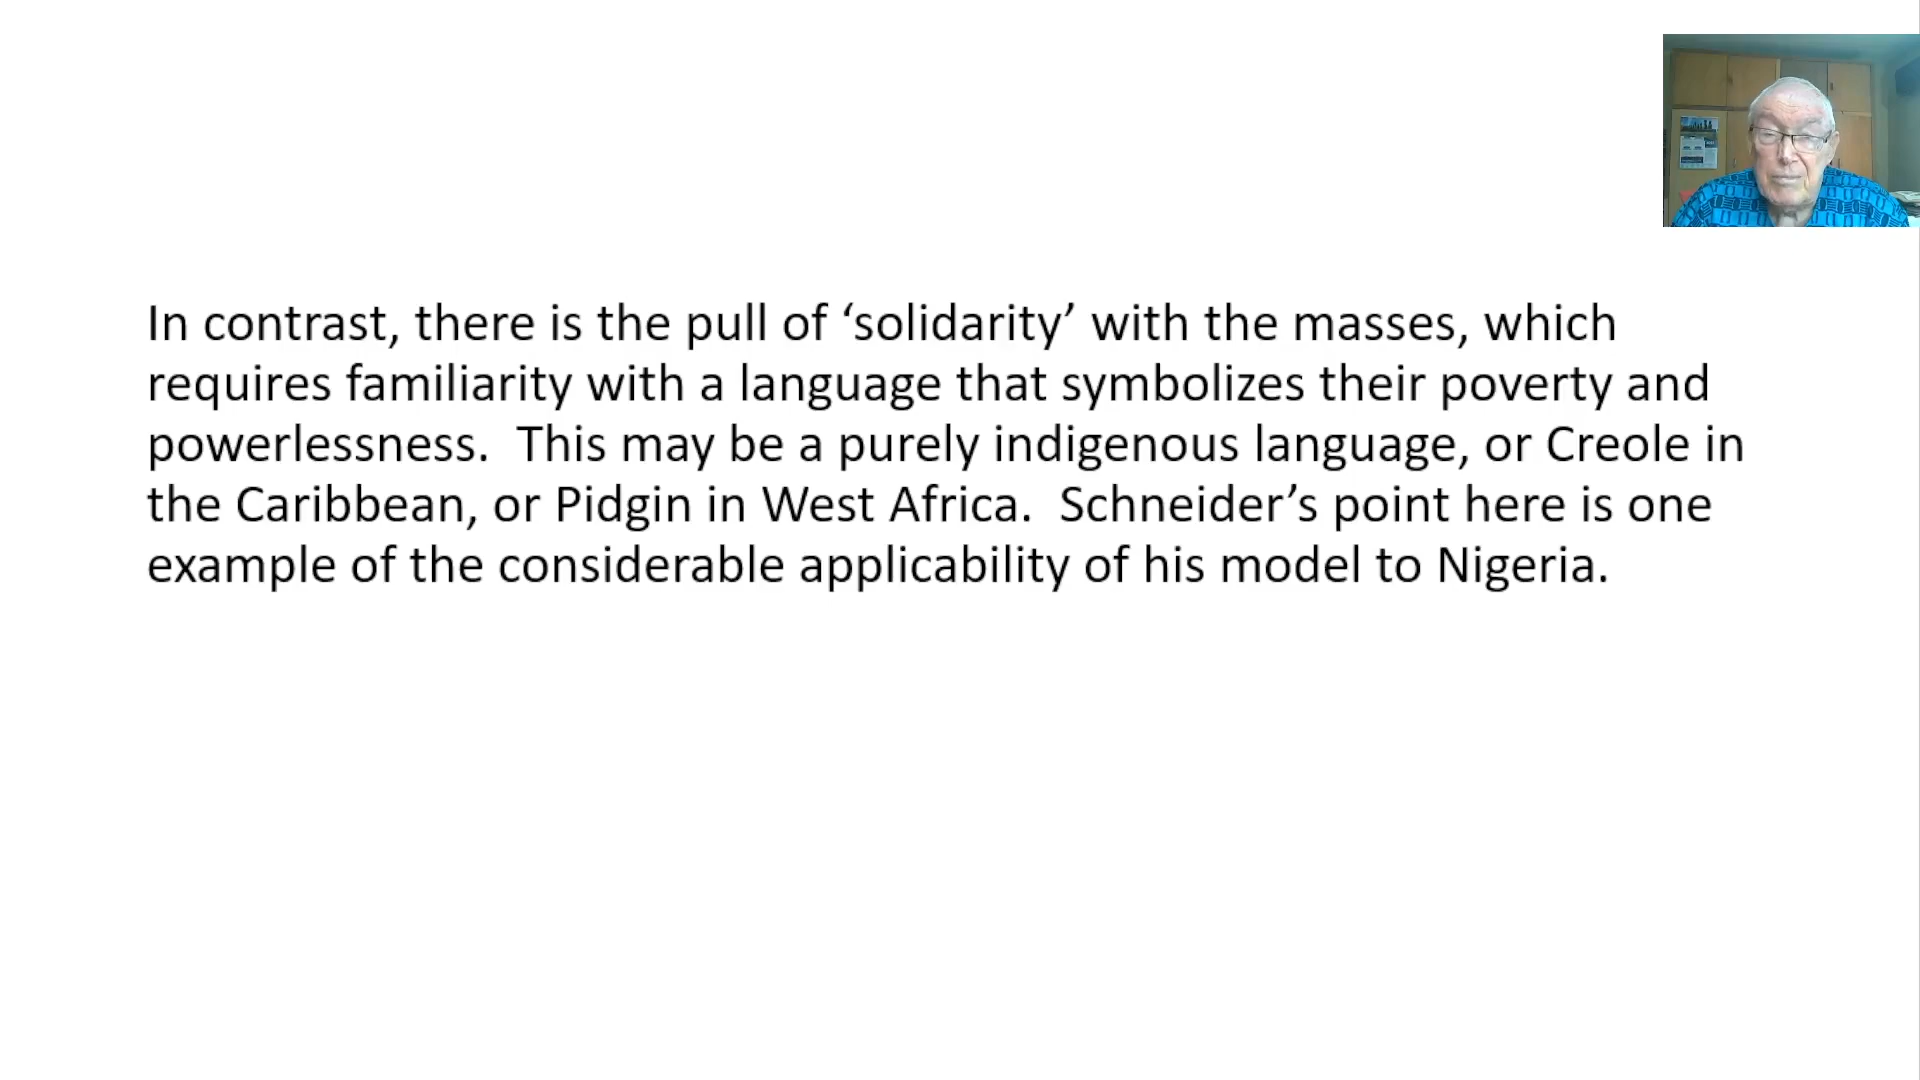 In contrast, there is the pull of ‘solidarity’ with the masses, which
requires familiarity with a language that symbolizes their poverty and
powerlessness.  This may be a purely indigenous language, or Creole in
the Caribbean, or Pidgin in West Africa.  Schneider’s point here is one
example of the considerable applicability of his model to Nigeria.